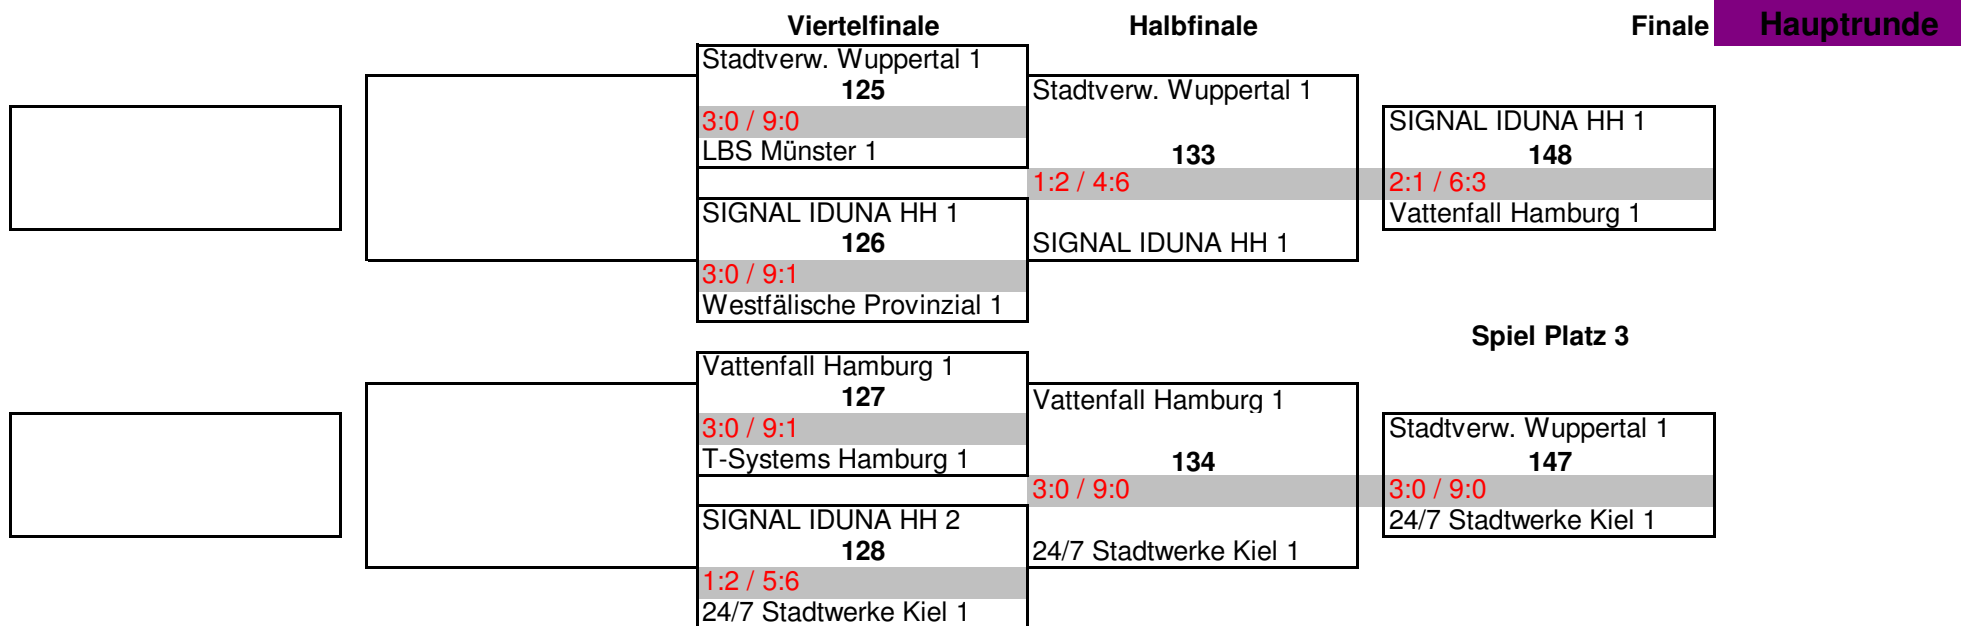 Viertelfinale
Halbfinale
Finale
Hauptrunde
Stadtverw. Wuppertal 1
125
3:0 / 9:0
LBS Münster 1
SIGNAL IDUNA HH 1
126
3:0 / 9:1
Westfälische Provinzial 1
Vattenfall Hamburg 1
127
3:0 / 9:1
T-Systems Hamburg 1
SIGNAL IDUNA HH 2
128
1:2 / 5:6
24/7 Stadtwerke Kiel 1
Stadtverw. Wuppertal 1
133
1:2 / 4:6
SIGNAL IDUNA HH 1
Vattenfall Hamburg 1
134
3:0 / 9:0
24/7 Stadtwerke Kiel 1
SIGNAL IDUNA HH 1
148
2:1 / 6:3
Vattenfall Hamburg 1
Spiel Platz 3
Stadtverw. Wuppertal 1
147
3:0 / 9:0
24/7 Stadtwerke Kiel 1